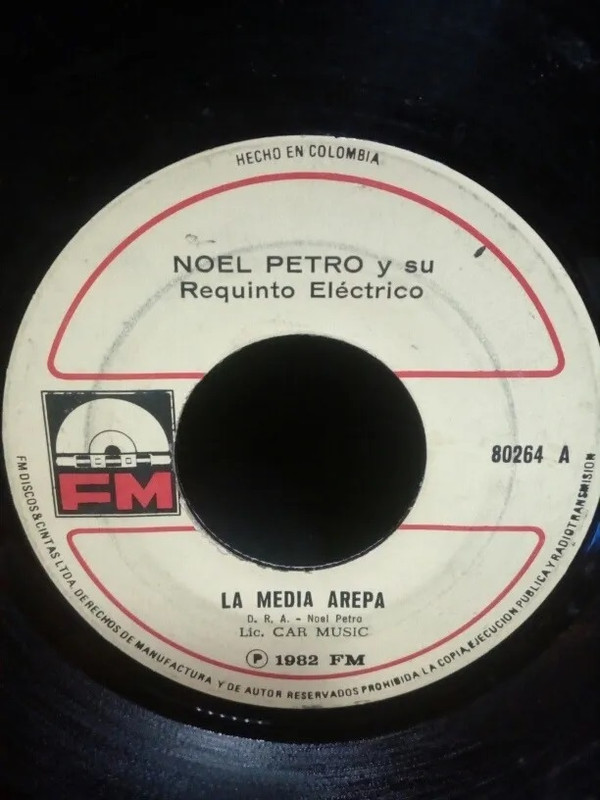 HECHO EN COLOMBIA
NOEL PETRO y su
Requinto Eléctrico
FM
80264 A
LA MEDIA AREPA
D. R. A. - Noel Petro
Lic. CAR MUSIC
Ⓟ 1982 FM
FM DISCOS & CINTAS LTDA. DERECHOS DE MANUFACTURA Y DE AUTOR RESERVADOS PROHIBIDA LA COPIA, EJECUCION PUBLICA Y RADIOTRANSMISION